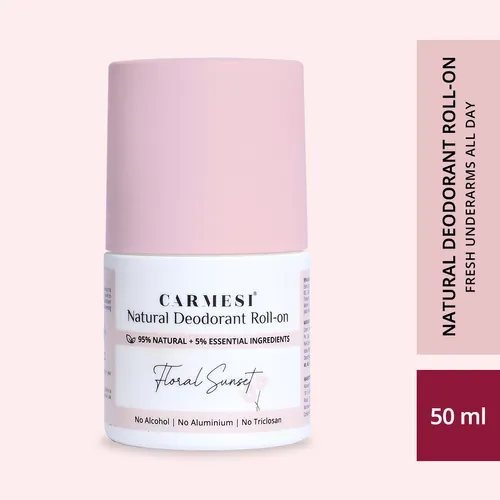 CARMESI®
Natural Deodorant Roll-on
95% NATURAL + 5% ESSENTIAL INGREDIENTS
Floral Sunset
No Alcohol | No Aluminium | No Triclosan
NATURAL DEODORANT ROLL-ON
FRESH UNDERARMS ALL DAY
50 ml